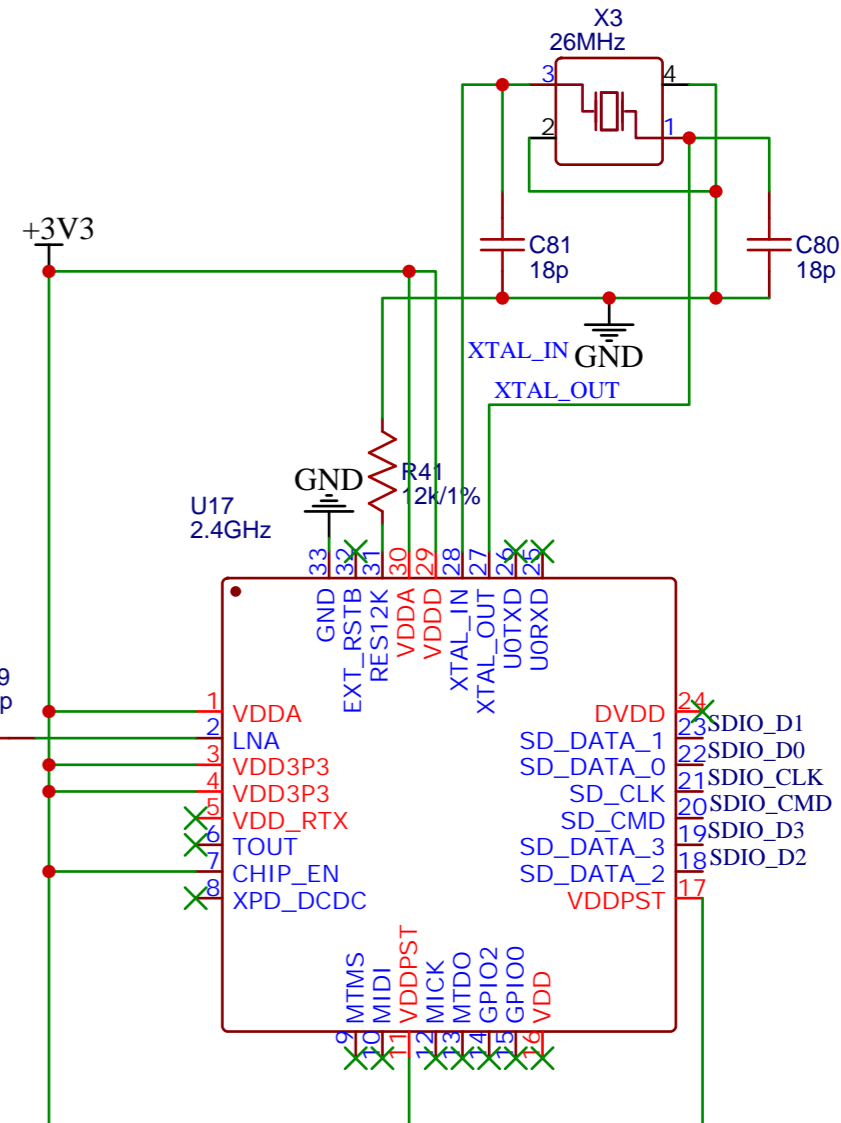 X3
26MHz
3
4
2
1
+3V3
C81
18p
C80
18p
XTAL_IN
GND
XTAL_OUT
GND
R41
12k/1%
U17
2.4GHz
33
32
31
30
29
28
27
26
25
GND
EXT_RSTB
RES12K
VDDA
VDDD
XTAL_IN
XTAL_OUT
U0TXD
U0RXD
9
p
1 VDDA
2 LNA
3 VDD3P3
4 VDD3P3
5 VDD_RTX
6 TOUT
7 CHIP_EN
8 XPD_DCDC
DVDD 24
SD_DATA_1 23 SDIO_D1
SD_DATA_0 22 SDIO_D0
SD_CLK 21 SDIO_CLK
SD_CMD 20 SDIO_CMD
SD_DATA_3 19 SDIO_D3
SD_DATA_2 18 SDIO_D2
VDDPST 17
MTMS
MIDI
VDDPST
MICK
MTDO
GPIO2
GPIO0
VDD
9
10
11
12
13
14
15
16